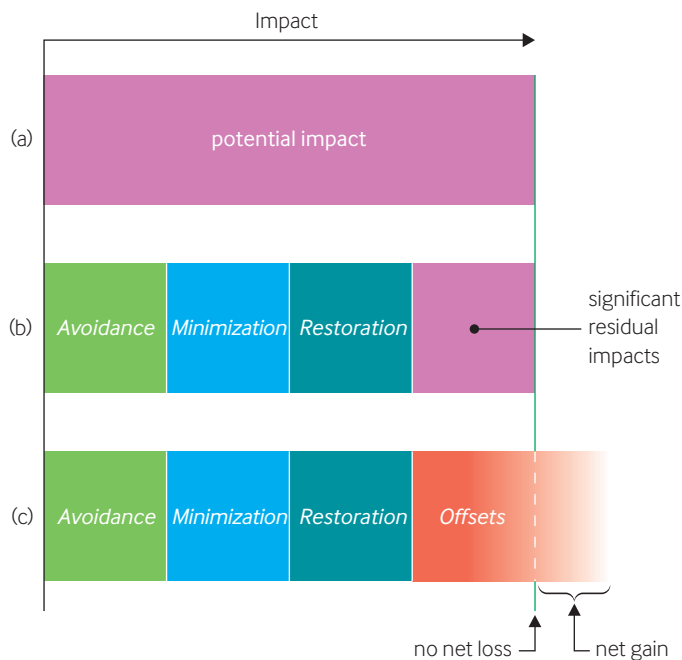 Impact
(a)
potential impact
(b)
Avoidance
Minimization
Restoration
significant
residual
impacts
(c)
Avoidance
Minimization
Restoration
Offsets
no net loss
net gain